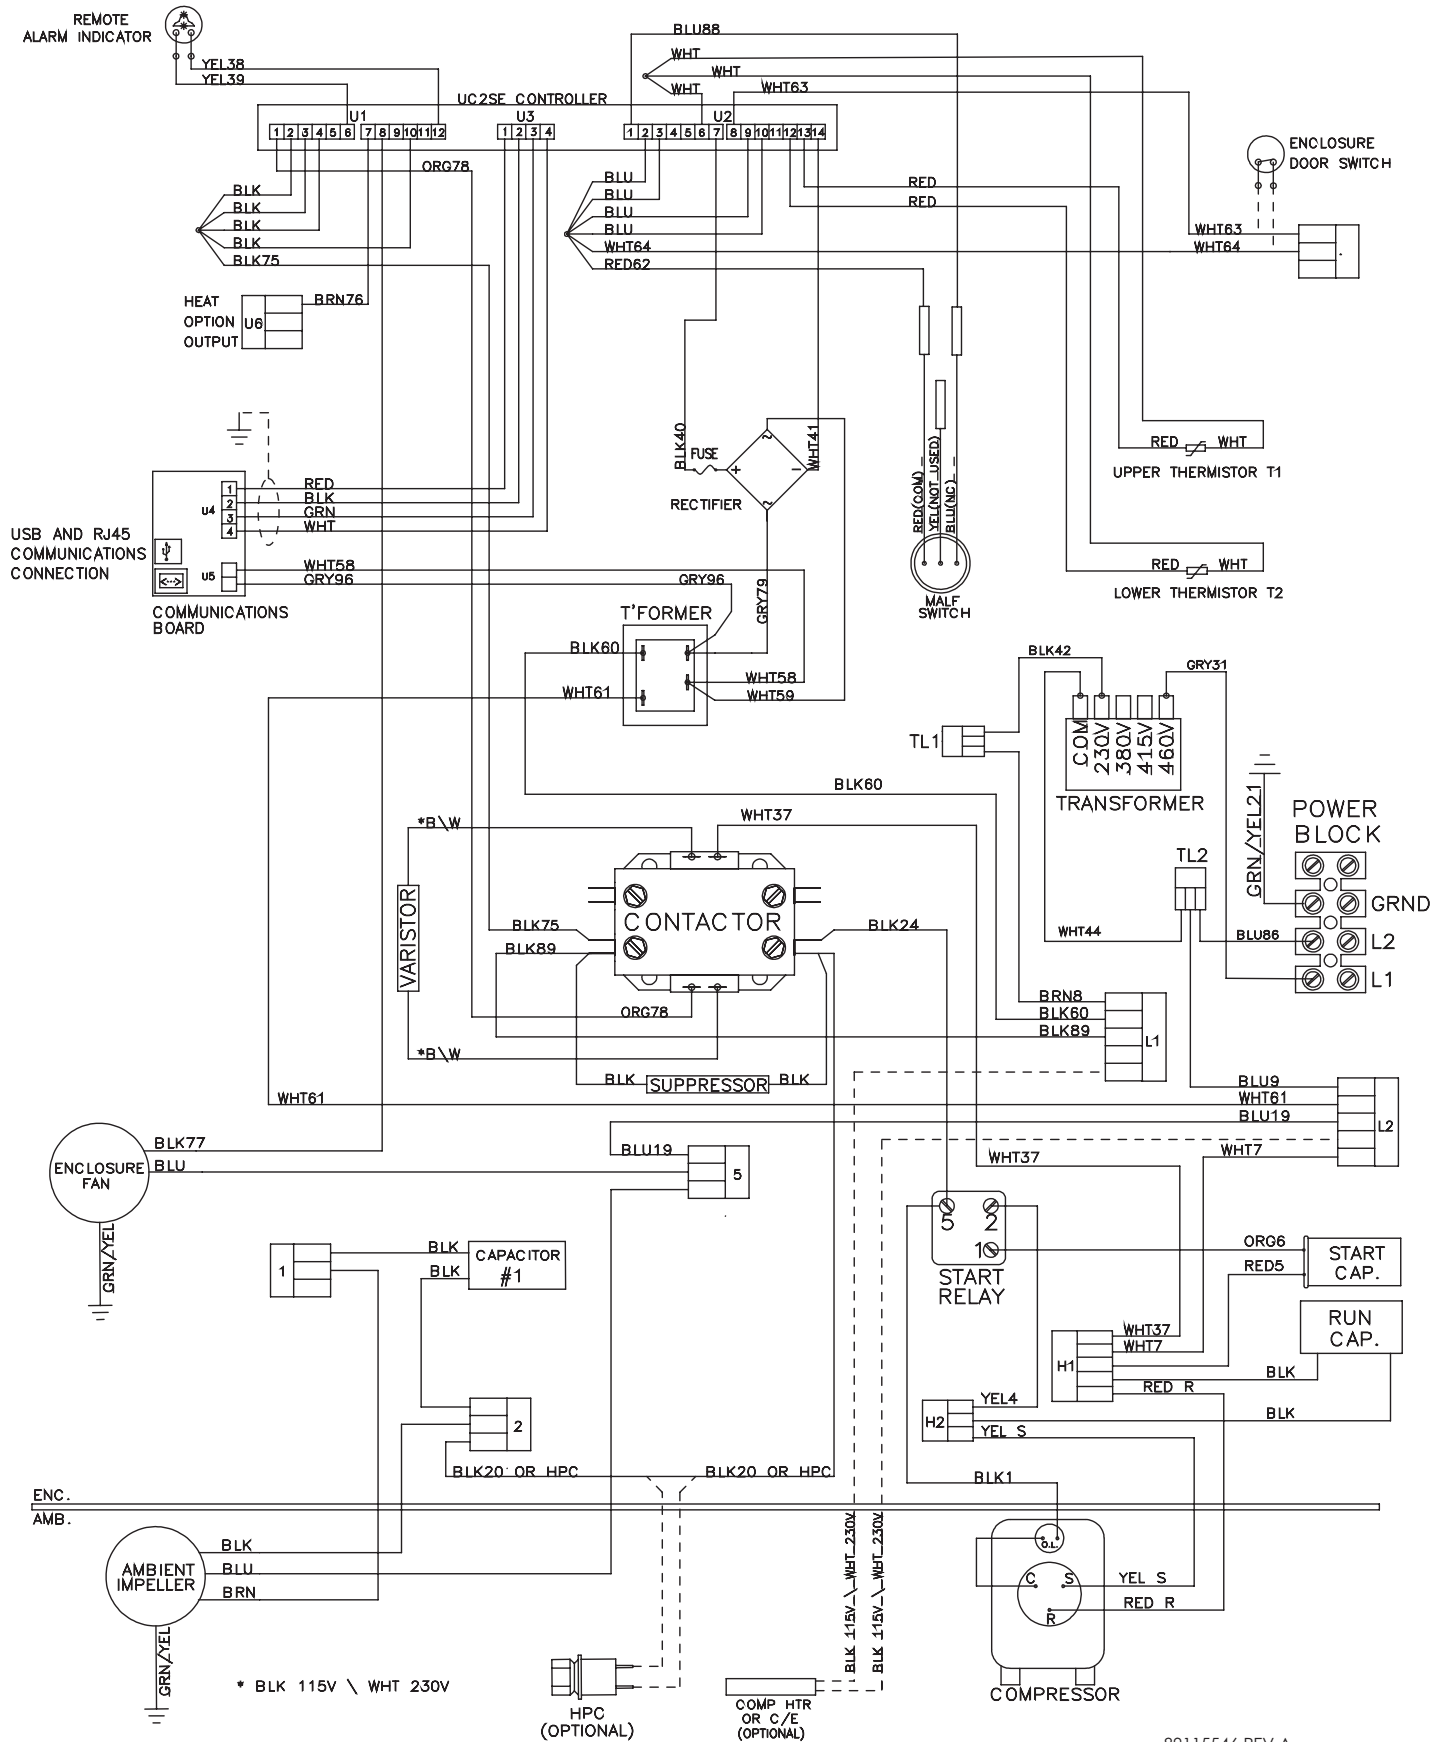 REMOTE
ALARM INDICATOR
YEL38
YEL39
BLU88
WHT
WHT
WHT
WHT63
UC2SE CONTROLLER
U1
U3
U2
1 2 3 4 5 6 7 8 9 10 11 12
1 2 3 4
1 2 3 4 5 6 7 8 9 10 11 12 13 14
ENCLOSURE
DOOR SWITCH
ORG78
BLK
BLK
BLK
BLK
BLK75
BLU
BLU
BLU
BLU
WHT64
RED62
RED
RED
WHT63
WHT64
HEAT
OPTION
OUTPUT
U6
BRN76
BLK40
FUSE
RECTIFIER
+
-
~
~
WHT41
RED(COM)
YEL(NOT USED)
BLU(NC)
RED
WHT
UPPER THERMISTOR T1
USB AND RJ45
COMMUNICATIONS
CONNECTION
U4
1
2
3
4
RED
BLK
GRN
WHT
U5
WHT58
GRY96
COMMUNICATIONS
BOARD
GRY96
GRY79
MALF
SWITCH
RED
WHT
LOWER THERMISTOR T2
T'FORMER
BLK60
WHT61
WHT58
WHT59
BLK42
GRY31
TL1
COM
230V
380V
415V
460V
TRANSFORMER
BLK60
*B\W
WHT37
GRN/YEL21
POWER
BLOCK
TL2
GRND
L2
L1
WHT44
BLU86
VARISTOR
CONTACTOR
BLK75
BLK89
BLK24
ORG78
*B\W
BLK
SUPPRESSOR
BLK
BRN8
BLK60
BLK89
L1
WHT61
BLU9
WHT61
BLU19
L2
WHT7
ENCLOSURE
FAN
BLK77
BLU
GRN/YEL
BLU19
5
WHT37
5
2
1
START
RELAY
ORG6
RED5
START
CAP.
RUN
CAP.
1
BLK
BLK
CAPACITOR
#1
WHT37
WHT7
H1
BLK
RED R
2
H2
YEL4
BLK
YEL S
BLK20 OR HPC
BLK20 OR HPC
BLK1
ENC.
AMB.
AMBIENT
IMPELLER
BLK
BLU
BRN
GRN/YEL
BLK 115V \ WHT 230V
BLK 115V \ WHT 230V
O.L.
C
S
R
YEL S
RED R
COMPRESSOR
* BLK 115V \ WHT 230V
HPC
(OPTIONAL)
COMP HTR
OR C/E
(OPTIONAL)